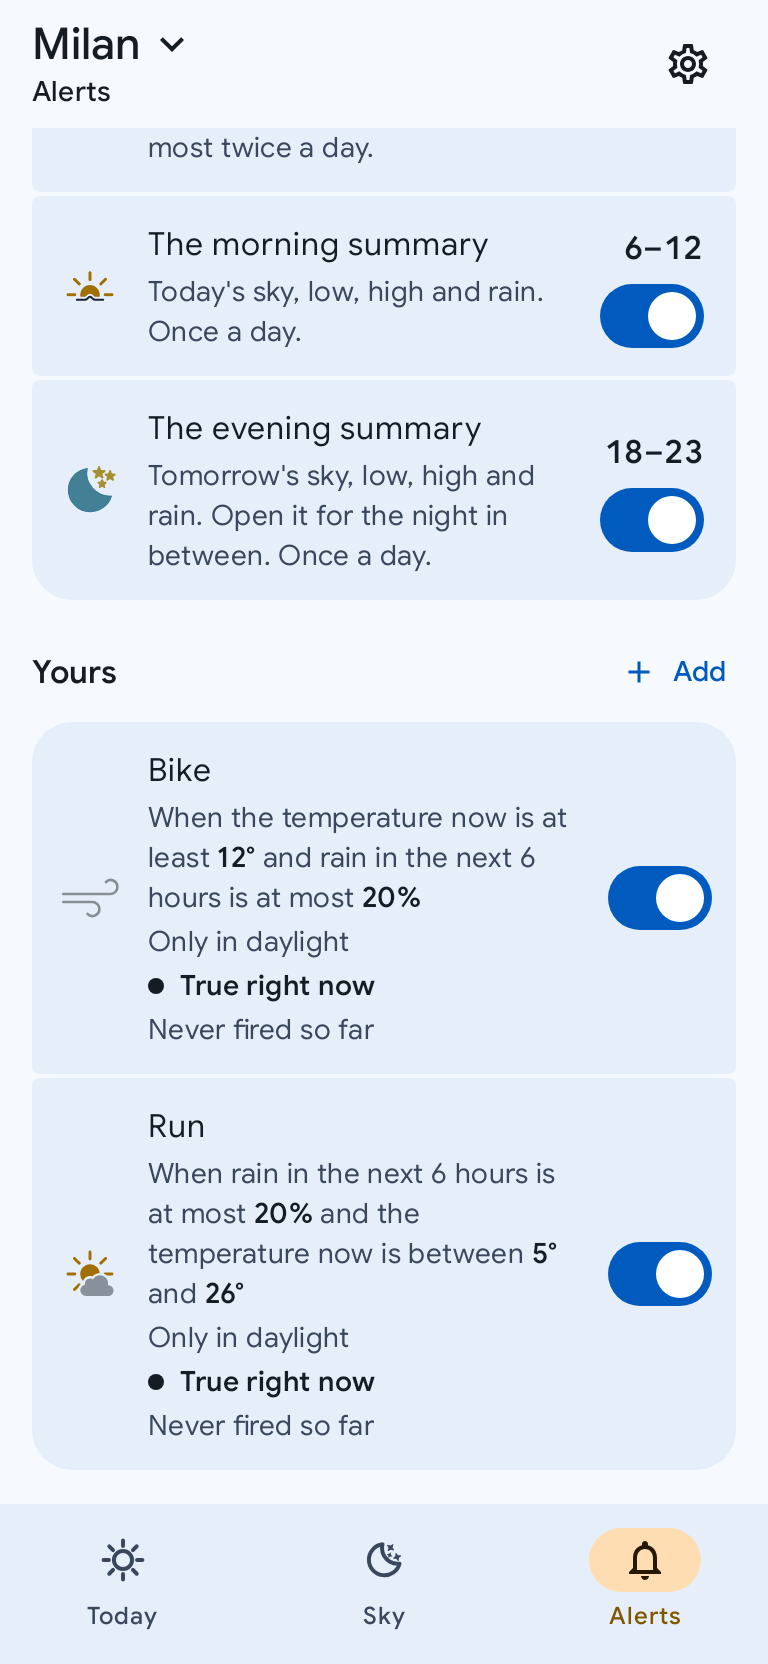 Milan
Alerts
most twice a day.
The morning summary
6–12
Today's sky, low, high and rain.
Once a day.
The evening summary
18–23
Tomorrow's sky, low, high and
rain. Open it for the night in
between. Once a day.
Yours
+ Add
Bike
When the temperature now is at
least 12° and rain in the next 6
hours is at most 20%
Only in daylight
True right now
Never fired so far
Run
When rain in the next 6 hours is
at most 20% and the
temperature now is between 5°
and 26°
Only in daylight
True right now
Never fired so far
Today
Sky
Alerts